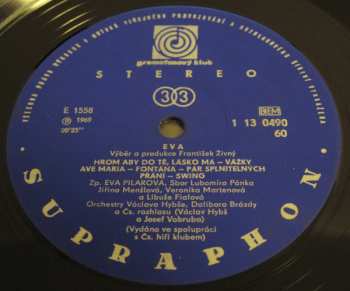 gramofonový klub
STEREO
33
E 1558
Ⓟ 1969
BIEM
1 13 0490
60
EVA
Výběr a produkce František Živný
HROM ABY DO TĚ, LÁSKO MÁ – VÁŽKY
AVE MARIA – FONTÁNA – PÁR SPLNITELNÝCH
PŘÁNÍ – SWING
Zp. EVA PILAROVÁ, Sbor Lubomíra Pánka
Jiřina Menžlová, Veronika Martenová
a Libuše Fialová
Orchestry Václava Hybše, Dalibora Brázdy
a Čs. rozhlasu (Václav Hybš
a Josef Vobruba)
(Vydáno ve spolupráci
s Čs. hifi klubem)
SUPRAPHON